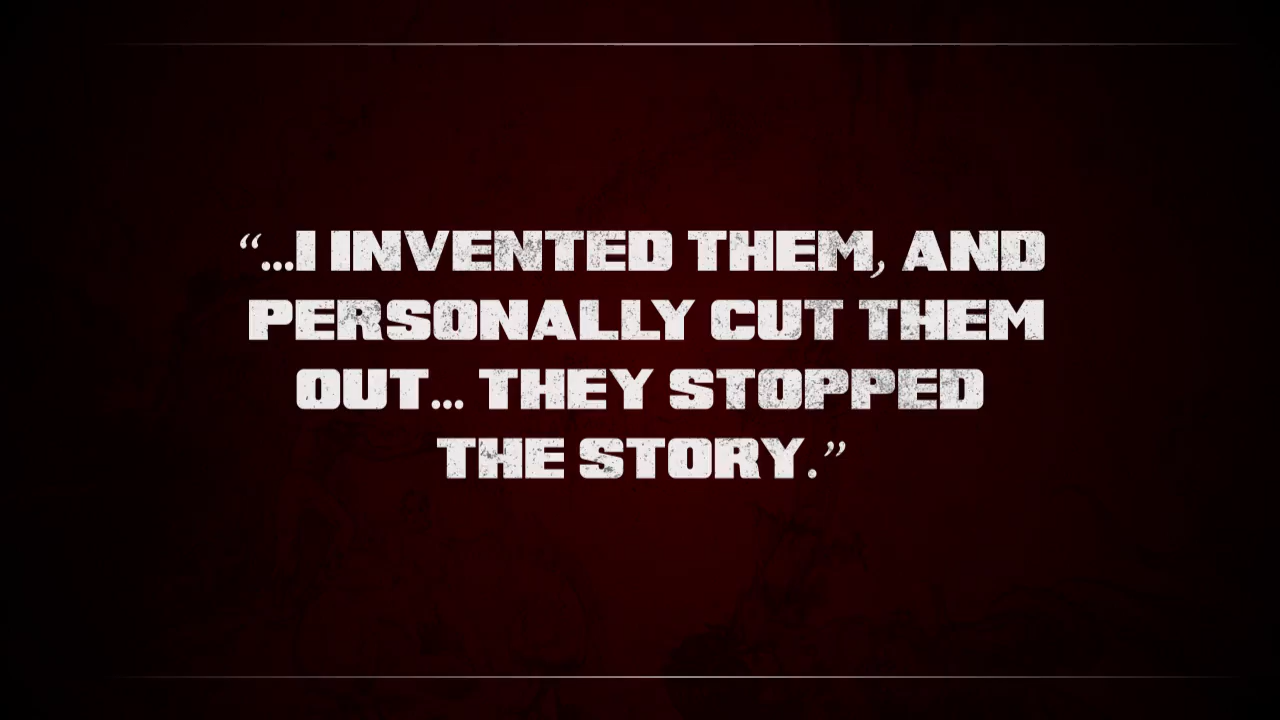 “...I INVENTED THEM, AND
PERSONALLY CUT THEM
OUT... THEY STOPPED
THE STORY.”